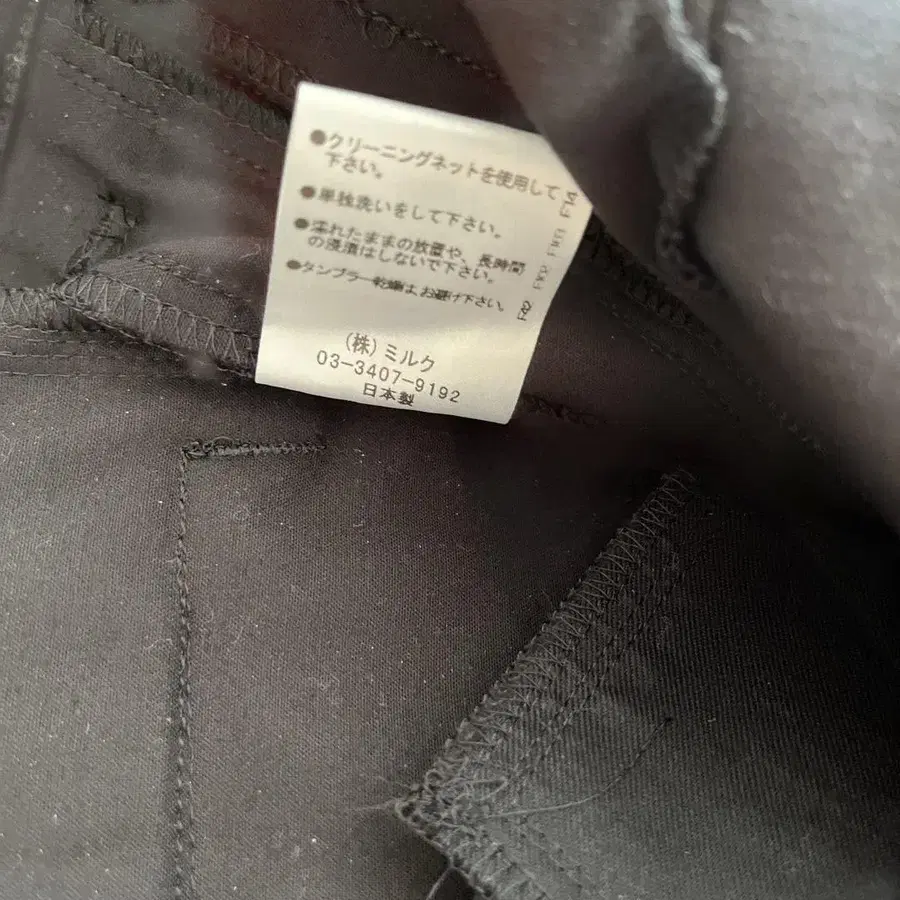 ●クリーニングネットを使用して
下さい。
●単独洗いをして下さい。
●濡れたままの放置や、長時間
の浸漬はしないで下さい。
●タンブラー乾燥は、お避け下さい。
(株)ミルク
03-3407-9192
日本製